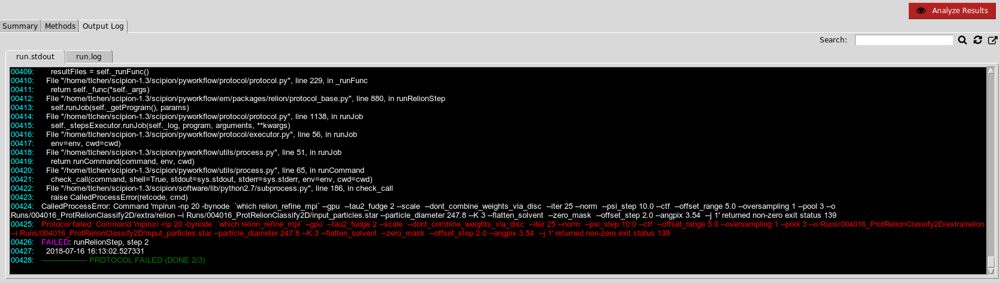 Analyze Results
Summary Methods Output Log
Search:
run.stdout run.log
00409: resultFiles = self._runFunc()
00410: File "/home/tlchen/scipion-1.3/scipion/pyworkflow/protocol/protocol.py", line 229, in _runFunc
00411: return self._func(*self._args)
00412: File "/home/tlchen/scipion-1.3/scipion/pyworkflow/em/packages/relion/protocol_base.py", line 880, in runRelionStep
00413: self.runJob(self._getProgram(), params)
00414: File "/home/tlchen/scipion-1.3/scipion/pyworkflow/protocol/protocol.py", line 1138, in runJob
00415: self._stepsExecutor.runJob(self._log, program, arguments, **kwargs)
00416: File "/home/tlchen/scipion-1.3/scipion/pyworkflow/protocol/executor.py", line 56, in runJob
00417: env=env, cwd=cwd)
00418: File "/home/tlchen/scipion-1.3/scipion/pyworkflow/utils/process.py", line 51, in runJob
00419: return runCommand(command, env, cwd)
00420: File "/home/tlchen/scipion-1.3/scipion/pyworkflow/utils/process.py", line 65, in runCommand
00421: check_call(command, shell=True, stdout=sys.stdout, stderr=sys.stderr, env=env, cwd=cwd)
00422: File "/home/tlchen/scipion-1.3/scipion/software/lib/python2.7/subprocess.py", line 186, in check_call
00423: raise CalledProcessError(retcode, cmd)
00424: CalledProcessError: Command 'mpirun -np 20 -bynode  `which relion_refine_mpi` --gpu  --tau2_fudge 2 --scale  --dont_combine_weights_via_disc  --iter 25 --norm  --psi_step 10.0 --ctf  --offset_range 5.0 --oversampling 1 --pool 3 --o
Runs/004016_ProtRelionClassify2D/extra/relion --i Runs/004016_ProtRelionClassify2D/input_particles.star --particle_diameter 247.8 --K 3 --flatten_solvent  --zero_mask  --offset_step 2.0 --angpix 3.54  --j 1' returned non-zero exit status 139
00425: Protocol failed: Command 'mpirun -np 20 -bynode  `which relion_refine_mpi` --gpu  --tau2_fudge 2 --scale  --dont_combine_weights_via_disc  --iter 25 --norm  --psi_step 10.0 --ctf  --offset_range 5.0 --oversampling 1 --pool 3 --o Runs/004016_ProtRelionClassify2D/extra/relion
--i Runs/004016_ProtRelionClassify2D/input_particles.star --particle_diameter 247.8 --K 3 --flatten_solvent  --zero_mask  --offset_step 2.0 --angpix 3.54  --j 1' returned non-zero exit status 139
00426: FAILED: runRelionStep, step 2
00427: 2018-07-16 16:13:02.527331
00428: ------------------- PROTOCOL FAILED (DONE 2/3)